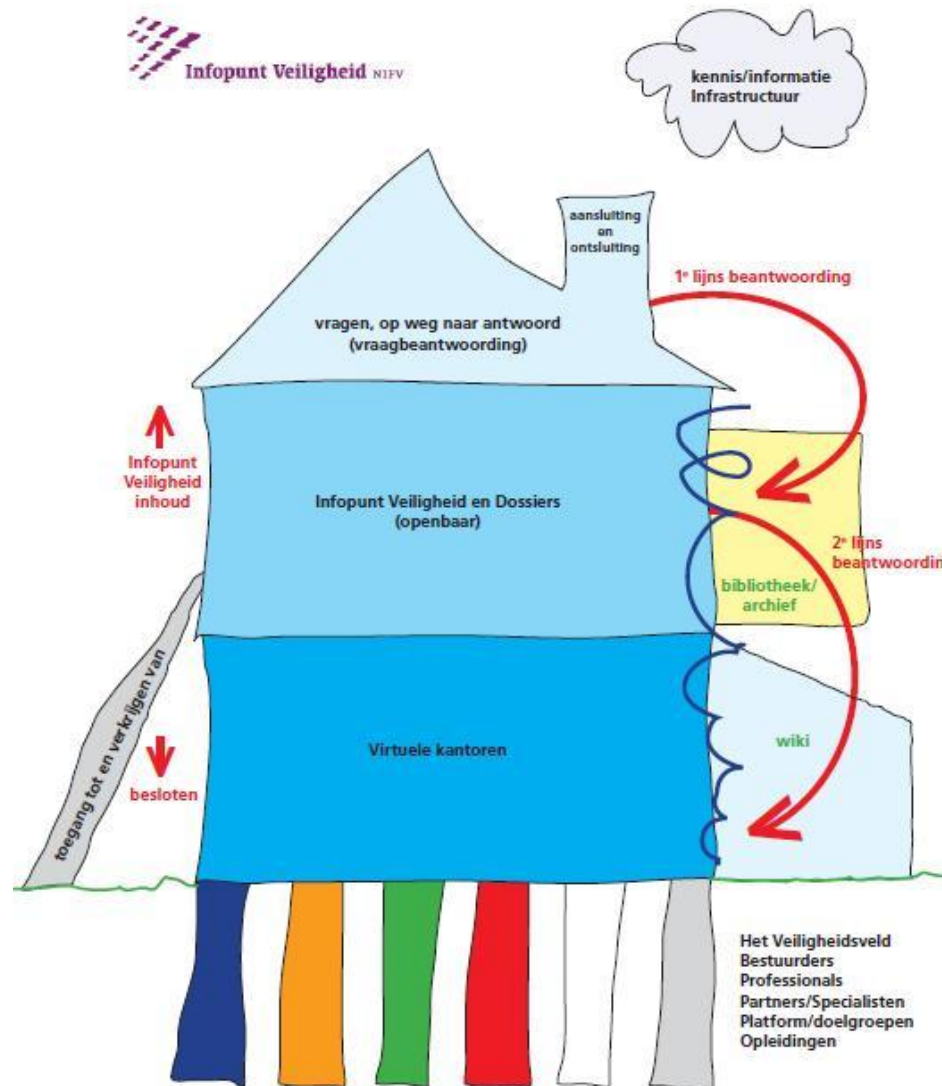 Infopunt Veiligheid NIFV
kennis/informatie
Infrastructuur
aansluiting
en
ontsluiting
1e lijns beantwoording
vragen, op weg naar antwoord
(vraagbeantwoording)
Infopunt
Veiligheid
inhoud
Infopunt Veiligheid en Dossiers
(openbaar)
2e lijns
beantwoordin
bibliotheek/
archief
toegang tot en verkrijgen van
besloten
Virtuele kantoren
wiki
Het Veiligheidsveld
Bestuurders
Professionals
Partners/Specialisten
Platform/doelgroepen
Opleidingen